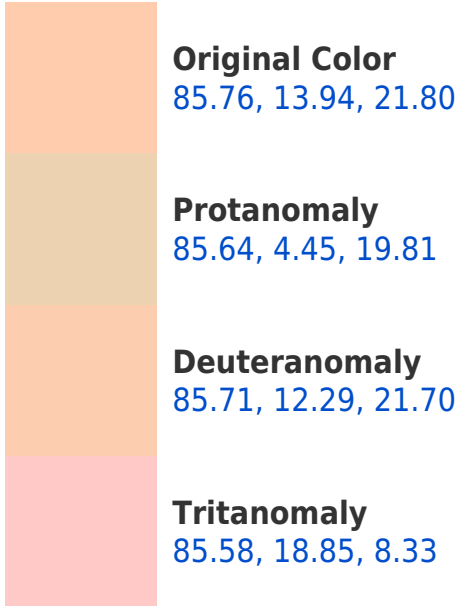 Original Color
85.76, 13.94, 21.80
Protanomaly
85.64, 4.45, 19.81
Deuteranomaly
85.71, 12.29, 21.70
Tritanomaly
85.58, 18.85, 8.33